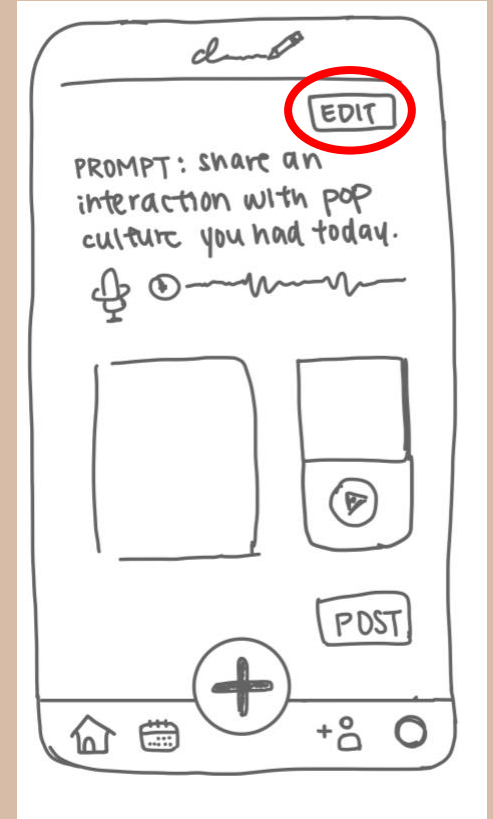 EDIT
PROMPT: share an
interaction with pop
culture you had today.
POST